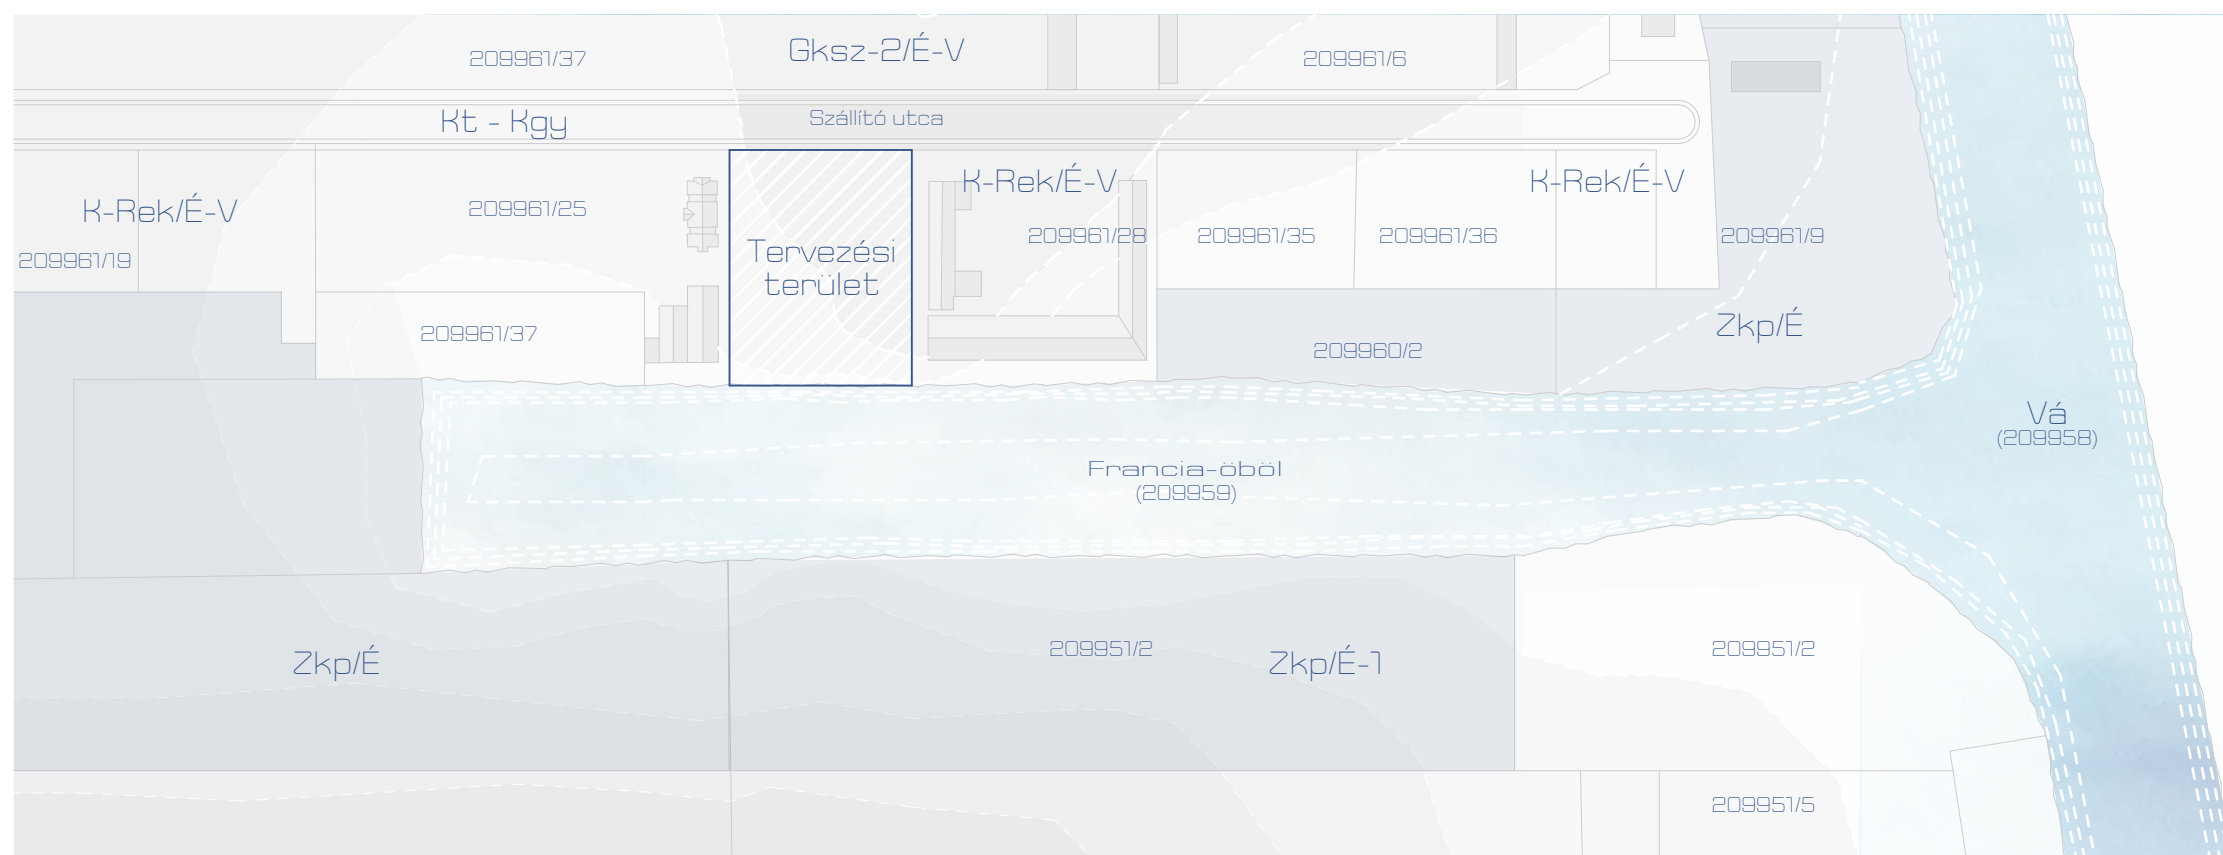 209961/37
Gksz-2/É-V
209961/6
Kt - Kgy
Szállító utca
K-Rek/É-V
209961/25
K-Rek/É-V
K-Rek/É-V
209961/19
Tervezési
terület
209961/28
209961/35
209961/36
209961/9
209961/37
209960/2
Zkp/É
Vá
(209958)
Francia-öböl
(209959)
Zkp/É
209951/2
Zkp/É-1
209951/2
209951/5